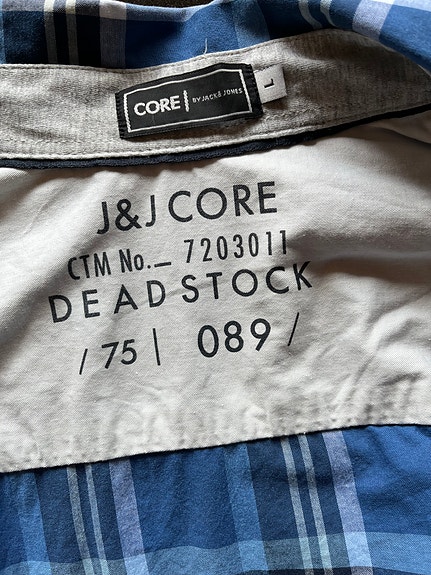 CORE BY JACK & JONES
L
J&J CORE
CTM No.— 7203011
DEADSTOCK
/ 75 | 089 /